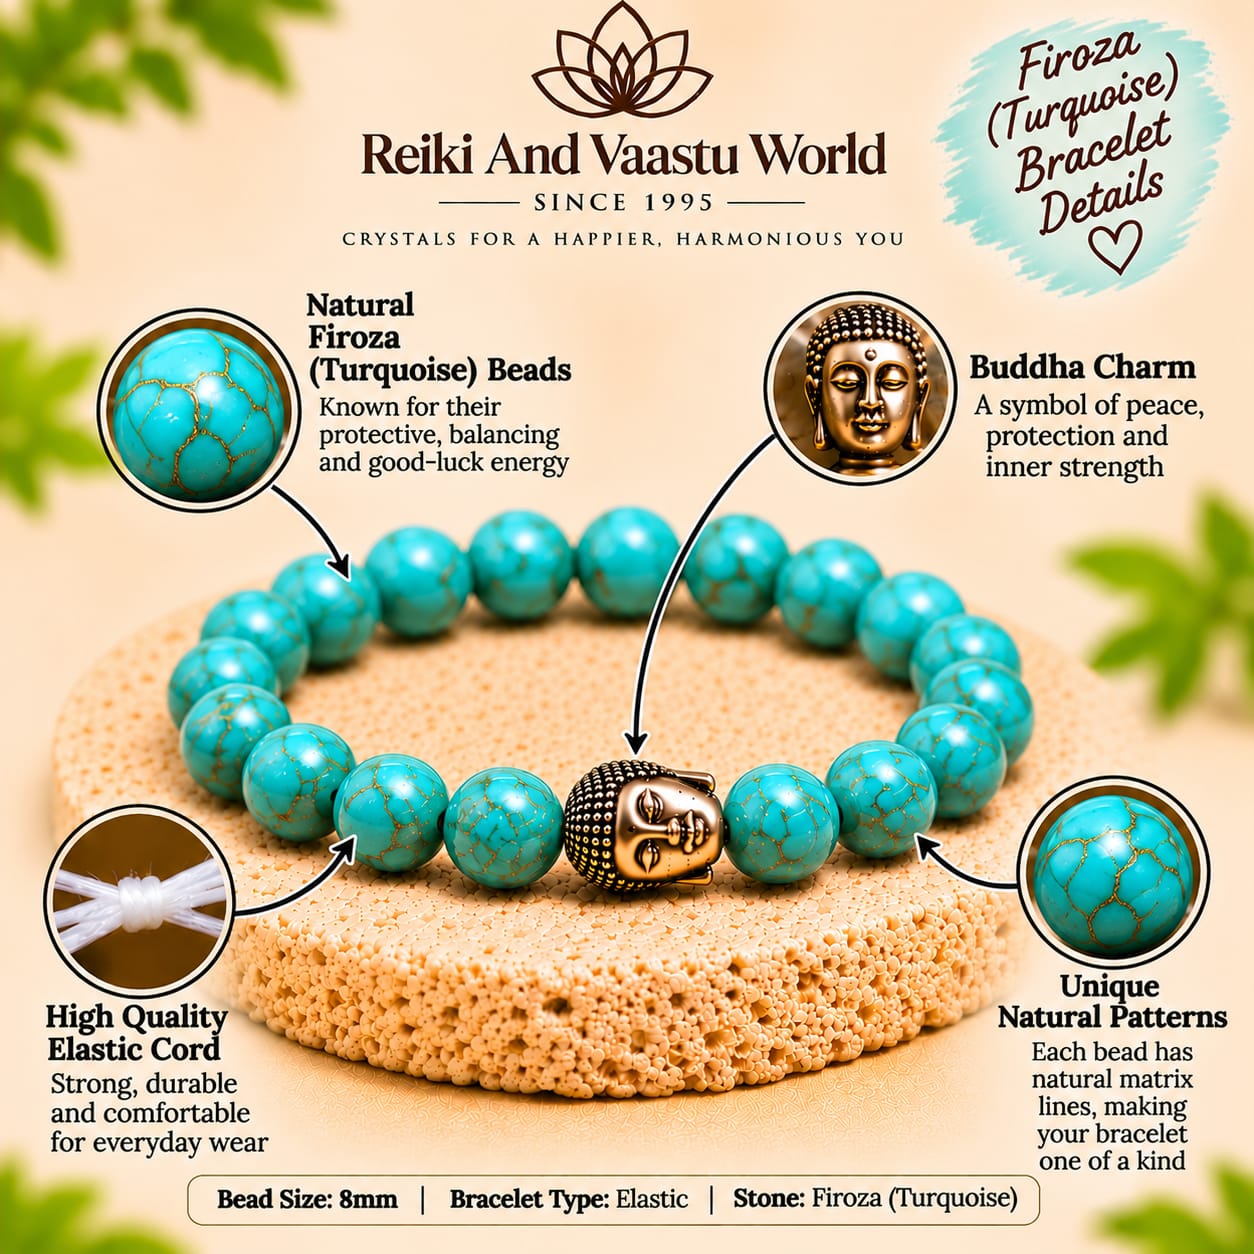 Reiki And Vaastu World
SINCE 1995
CRYSTALS FOR A HAPPIER, HARMONIOUS YOU
Firoza
(Turquoise)
Bracelet
Details
Natural
Firoza
(Turquoise) Beads
Known for their
protective, balancing
and good-luck energy
Buddha Charm
A symbol of peace,
protection and
inner strength
High Quality
Elastic Cord
Strong, durable
and comfortable
for everyday wear
Unique
Natural Patterns
Each bead has
natural matrix
lines, making
your bracelet
one of a kind
Bead Size: 8mm | Bracelet Type: Elastic | Stone: Firoza (Turquoise)